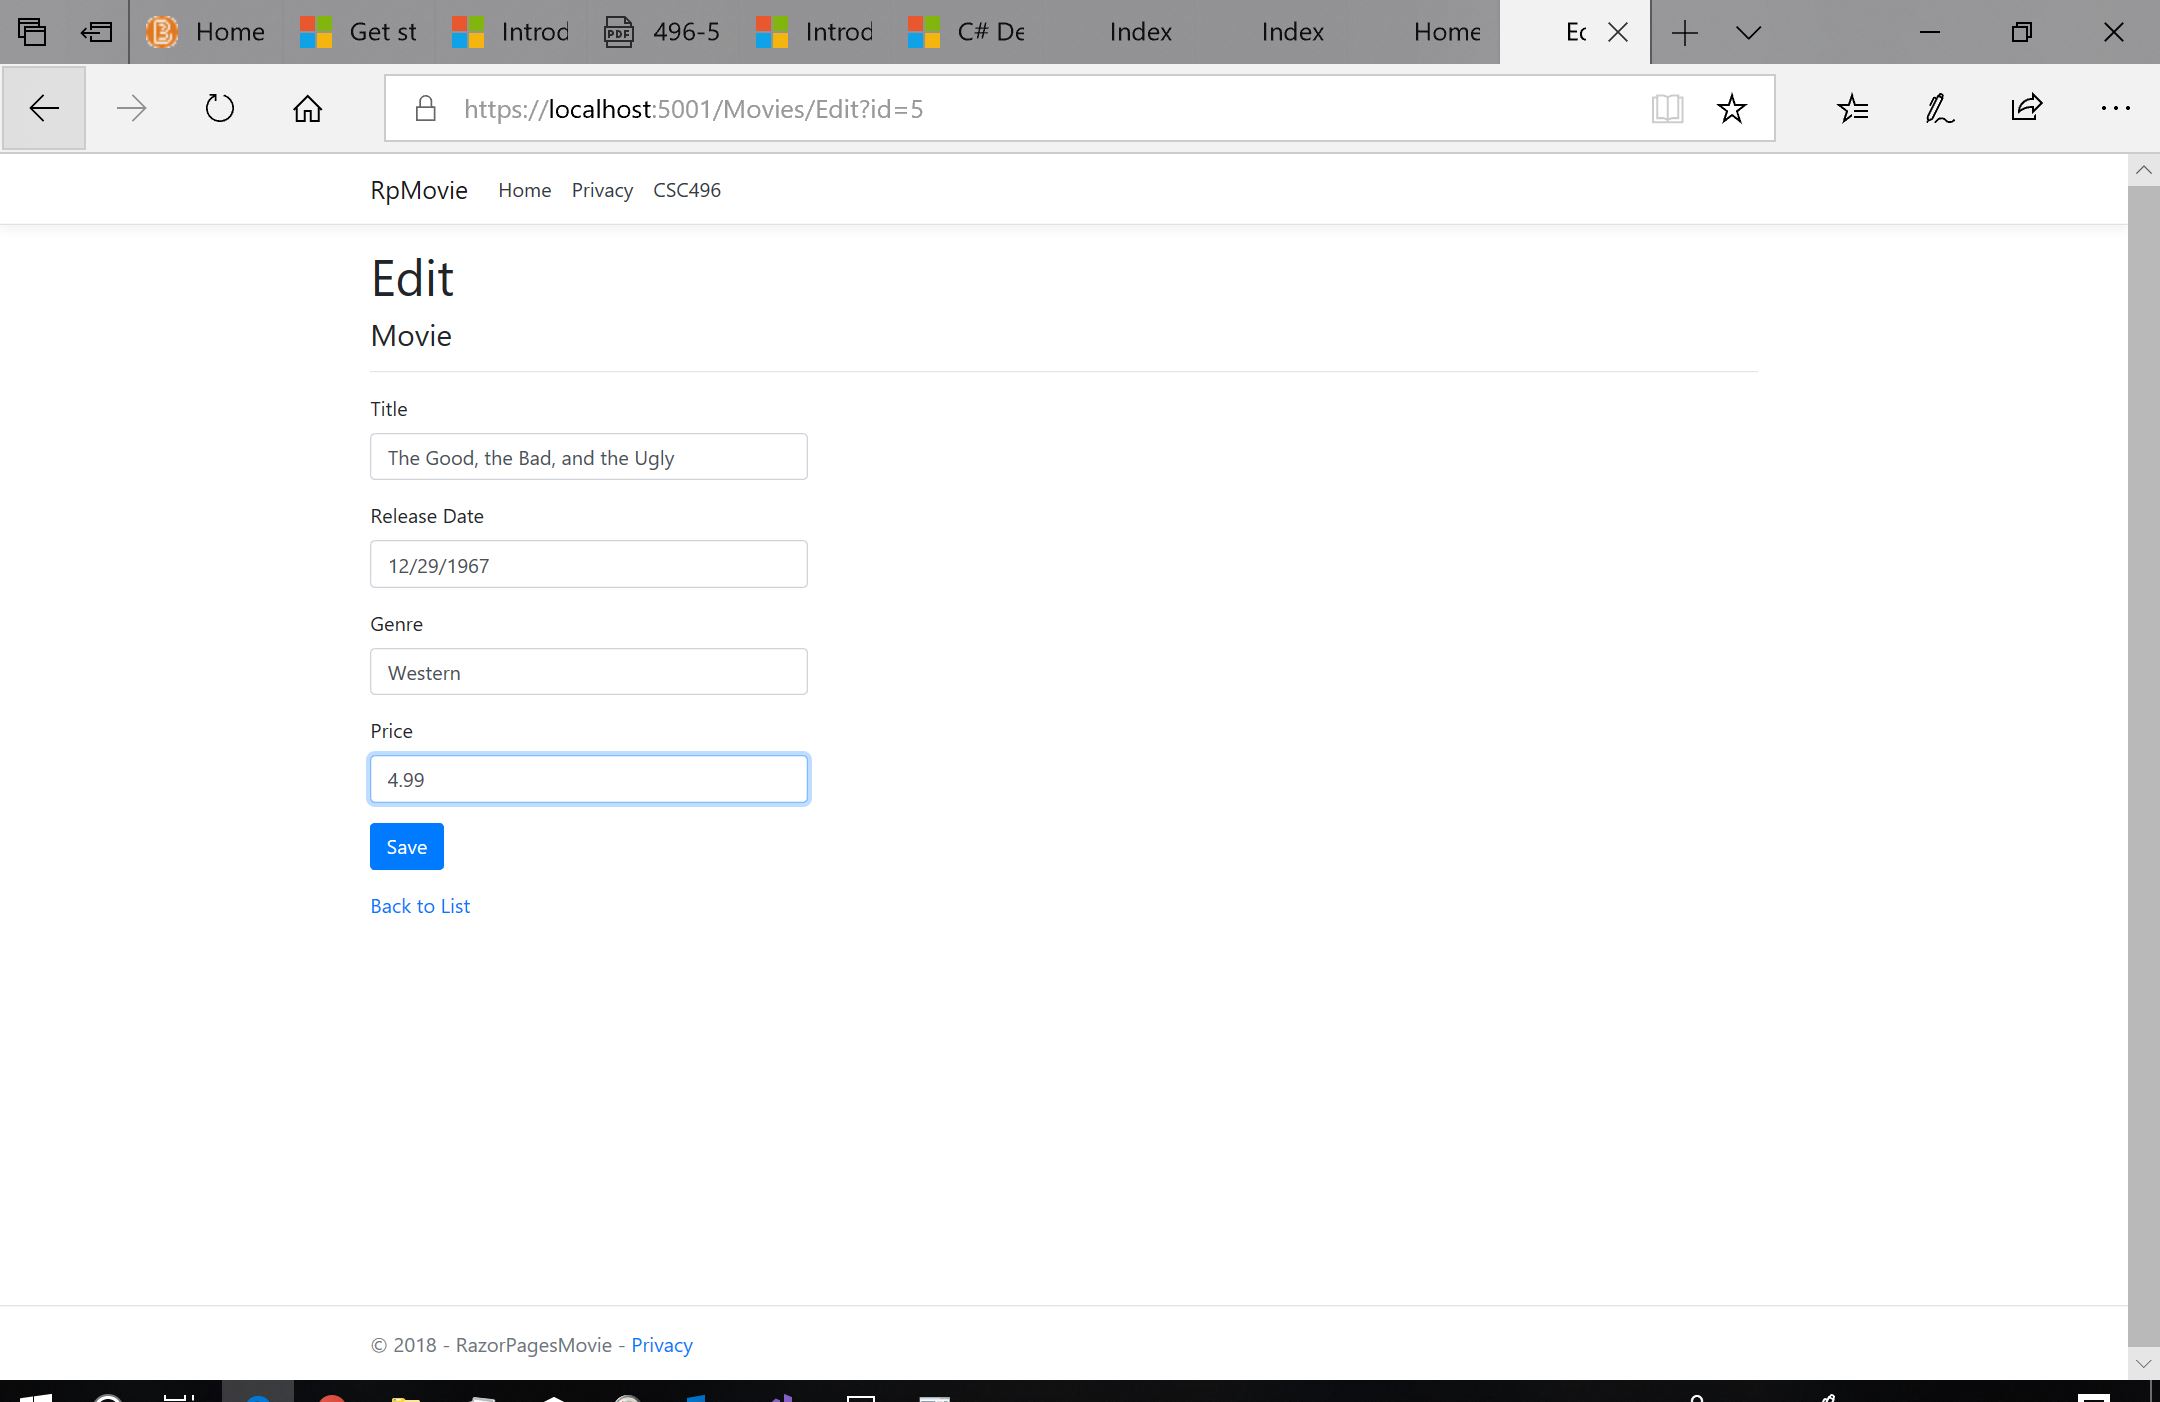 Home Get st Introd 496-5 Introd C# De Index Index Home Ec
https://localhost:5001/Movies/Edit?id=5
RpMovie Home Privacy CSC496
Edit
Movie
Title
The Good, the Bad, and the Ugly
Release Date
12/29/1967
Genre
Western
Price
4.99
Save
Back to List
© 2018 - RazorPagesMovie - Privacy